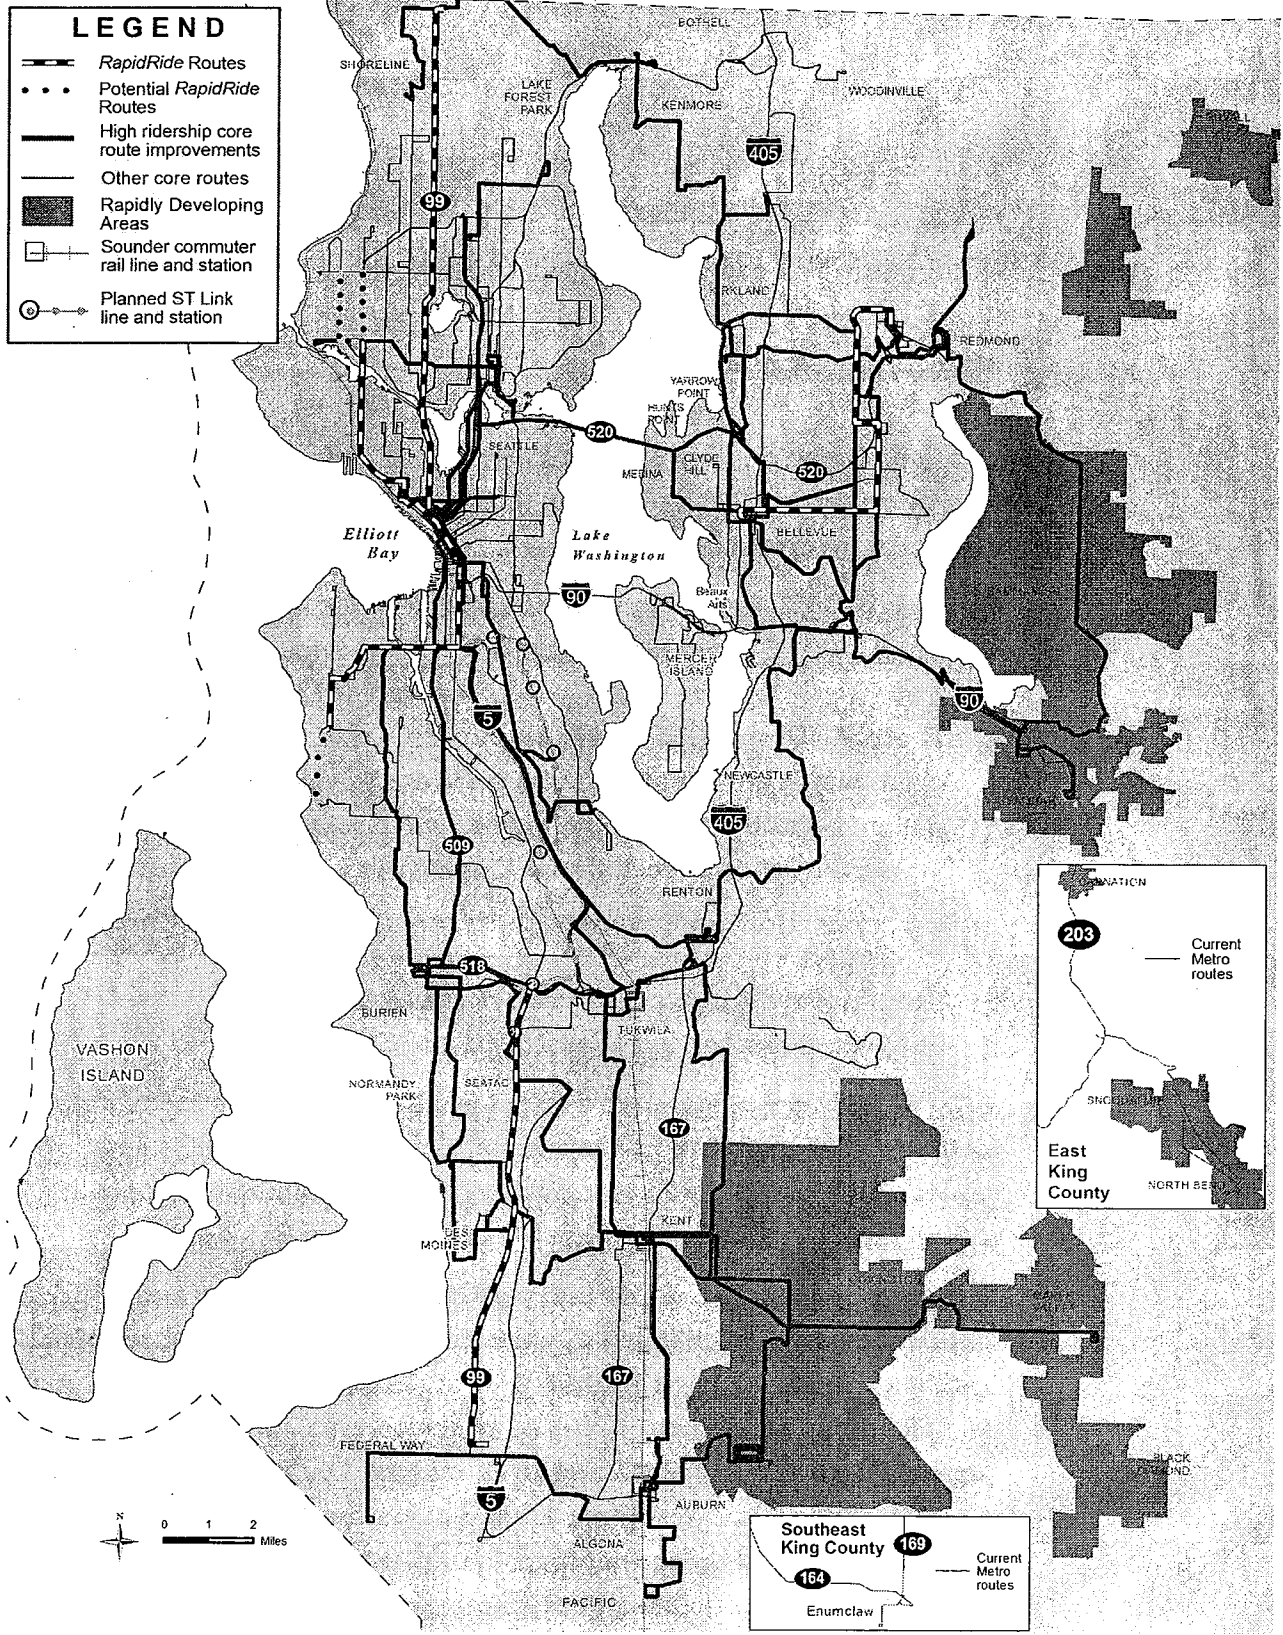 LEGEND
RapidRide Routes
Potential RapidRide
Routes
High ridership core
route improvements
Other core routes
Rapidly Developing
Areas
Sounder commuter
rail line and station
Planned ST Link
line and station
BOTHELL
SHORELINE
LAKE
FOREST
PARK
KENMORE
WOODINVILLE
405
99
KIRKLAND
REDMOND
YARROW
POINT
HUNTS
POINT
520
SEATTLE
MEDINA
CLYDE
HILL
520
BELLEVUE
Elliott
Bay
Lake
Washington
90
Beaux
Arts
MERCER
ISLAND
90
5
NEWCASTLE
405
509
RENTON
518
BURIEN
TUKWILA
VASHON
ISLAND
NORMANDY
PARK
SEATAC
167
KENT
DES
MOINES
99
167
FEDERAL WAY
5
AUBURN
BLACK
ALGONA
PACIFIC
N
0 1 2
Miles
203
Current
Metro
routes
East
King
County
NORTH BEND
Southeast
King County
169
164
Current
Metro
routes
Enumclaw